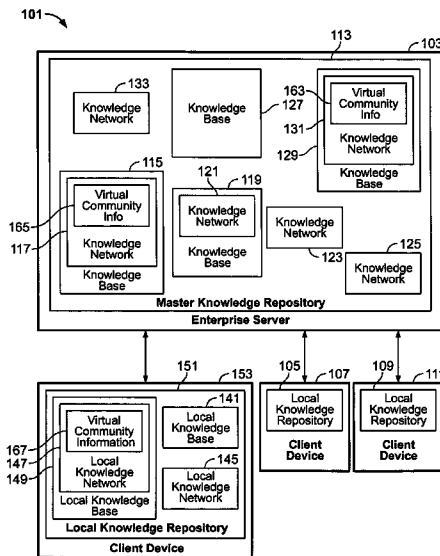 101
113
103
133
Knowledge
Network
Knowledge
Base
127
163
Virtual
Community
Info
131
Knowledge
Network
129
Knowledge
Base
115
Virtual
Community
Info
165
117
Knowledge
Network
Knowledge
Base
121
119
Knowledge
Network
Knowledge
Base
Knowledge
Network
123
125
Knowledge
Network
Master Knowledge Repository
Enterprise Server
151
153
141
Virtual
Community
Information
167
147
149
Local
Knowledge
Network
Local Knowledge Base
Local
Knowledge
Base
145
Local
Knowledge
Network
Local Knowledge Repository
Client Device
105
107
Local
Knowledge
Repository
Client
Device
109
111
Local
Knowledge
Repository
Client
Device